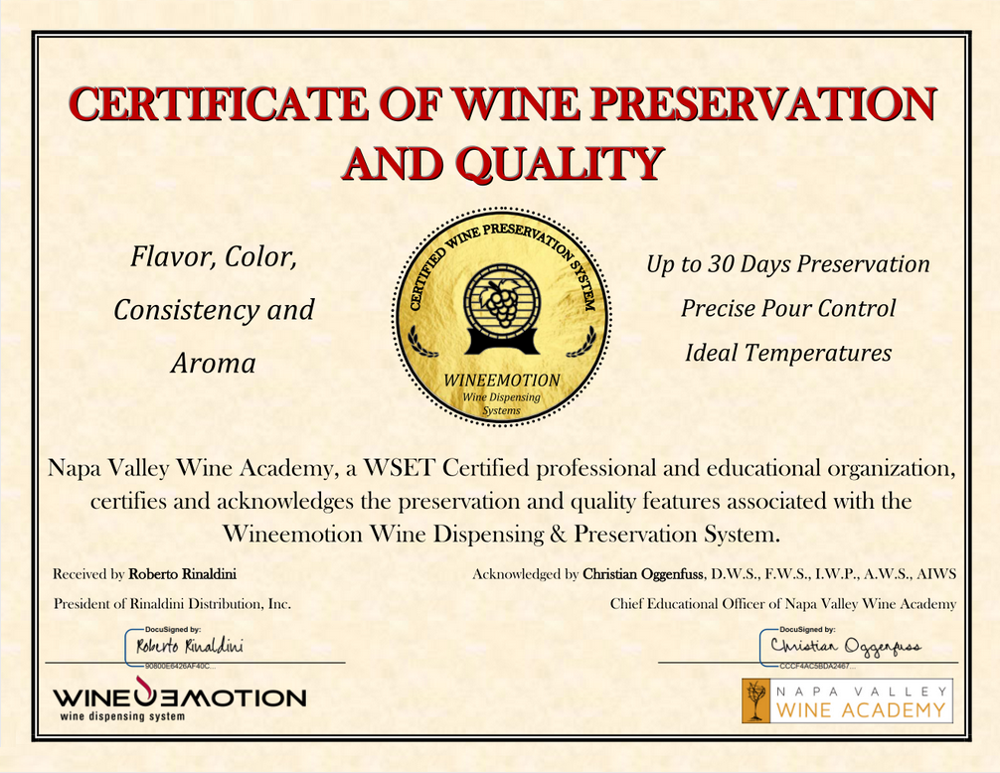 CERTIFICATE OF WINE PRESERVATION
AND QUALITY
Flavor, Color,
Consistency and
Aroma
CERTIFIED WINE PRESERVATION SYSTEM
WINEEMOTION
Wine Dispensing
Systems
Up to 30 Days Preservation
Precise Pour Control
Ideal Temperatures
Napa Valley Wine Academy, a WSET Certified professional and educational organization,
certifies and acknowledges the preservation and quality features associated with the
Wineemotion Wine Dispensing & Preservation System.
Received by Roberto Rinaldini
Acknowledged by Christian Oggenfuss, D.W.S., F.W.S., I.W.P., A.W.S., AIWS
President of Rinaldini Distribution, Inc.
Chief Educational Officer of Napa Valley Wine Academy
DocuSigned by:
Roberto Rinaldini
90800E6426AF40C...
DocuSigned by:
Christian Oggenfuss
CCCF4AC5BDA2467...
WINEEMOTION
wine dispensing system
NAPA VALLEY
WINE ACADEMY